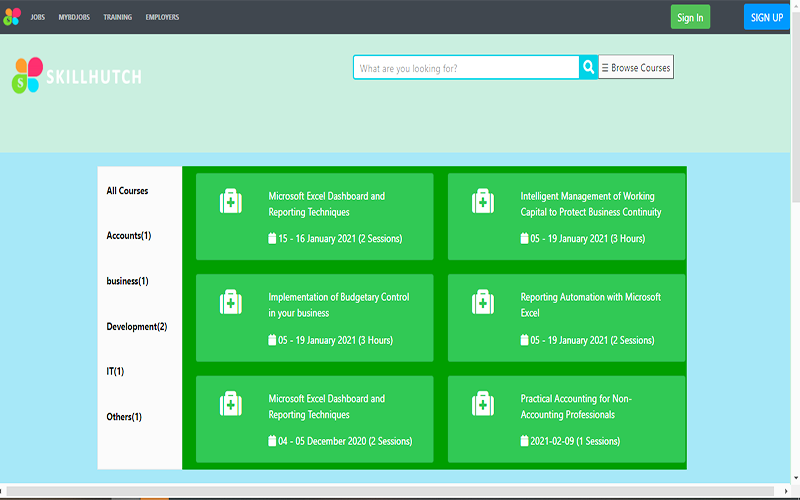 S JOBS MYBDJOBS TRAINING EMPLOYERS Sign In SIGN UP
S SKILLHUTCH
What are you looking for? Browse Courses
All Courses
Accounts(1)
business(1)
Development(2)
IT(1)
Others(1)
Microsoft Excel Dashboard and
Reporting Techniques
15 - 16 January 2021 (2 Sessions)
Intelligent Management of Working
Capital to Protect Business Continuity
05 - 19 January 2021 (3 Hours)
Implementation of Budgetary Control
in your business
05 - 19 January 2021 (3 Hours)
Reporting Automation with Microsoft
Excel
05 - 19 January 2021 (2 Sessions)
Microsoft Excel Dashboard and
Reporting Techniques
04 - 05 December 2020 (2 Sessions)
Practical Accounting for Non-
Accounting Professionals
2021-02-09 (1 Sessions)